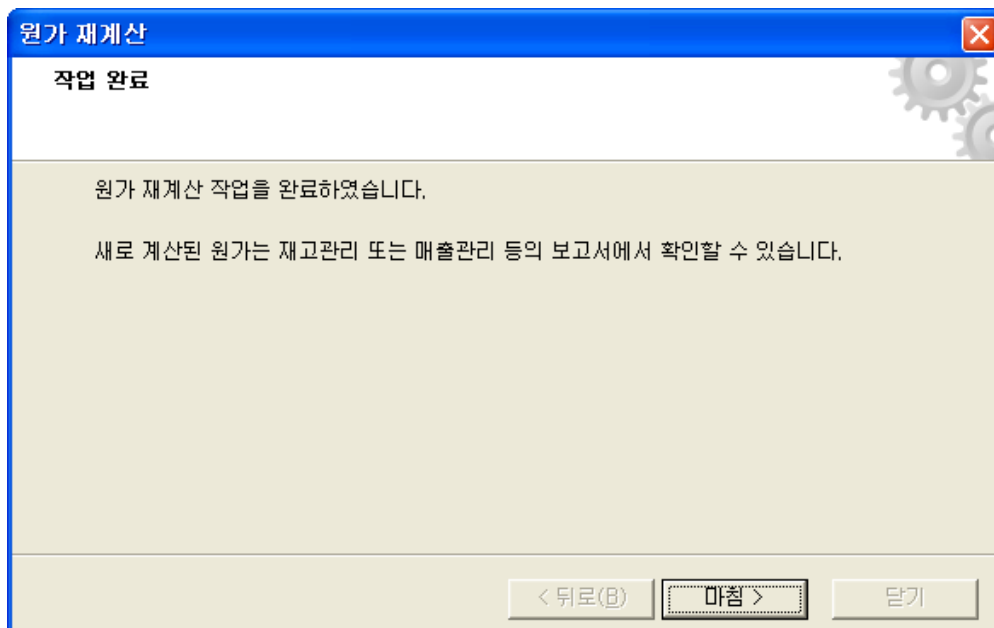 원가 재계산
작업 완료
원가 재계산 작업을 완료하였습니다.
새로 계산된 원가는 재고관리 또는 매출관리 등의 보고서에서 확인할 수 있습니다.
< 뒤로(B) 마침 > 닫기